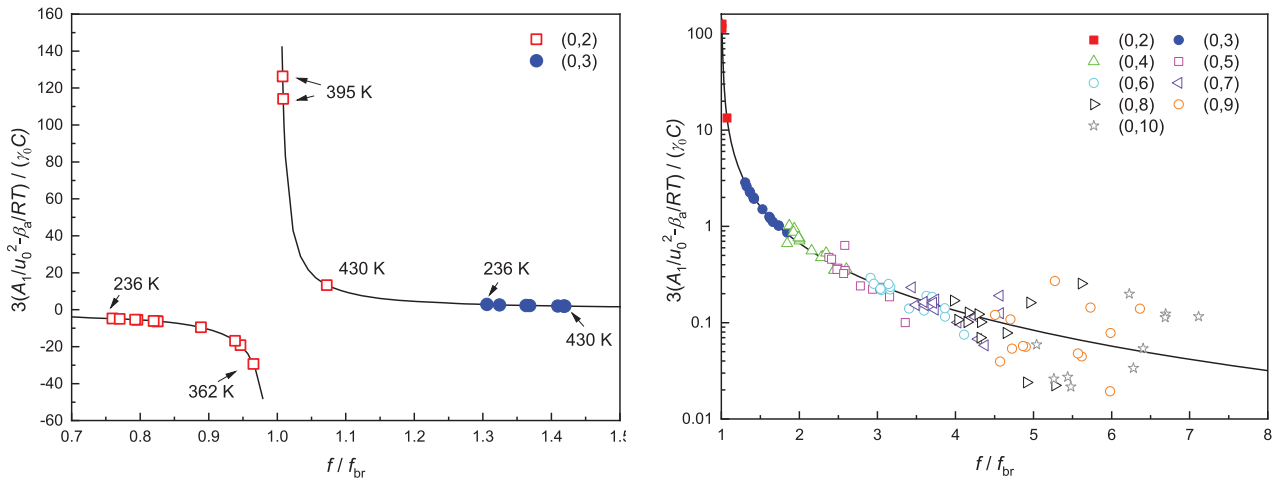 160
140
120
100
80
60
40
20
0
-20
-40
-60
0.7 0.8 0.9 1.0 1.1 1.2 1.3 1.4 1.5
3(A₁/u₀²-βₐ/RT) / (γ₀C)
f / f_br
(0,2)
(0,3)
395 K
430 K
236 K
236 K
430 K
362 K
100
10
1
0.1
0.01
1 2 3 4 5 6 7 8
3(A₁/u₀²-βₐ/RT) / (γ₀C)
f / f_br
(0,2) (0,3)
(0,4) (0,5)
(0,6) (0,7)
(0,8) (0,9)
(0,10)